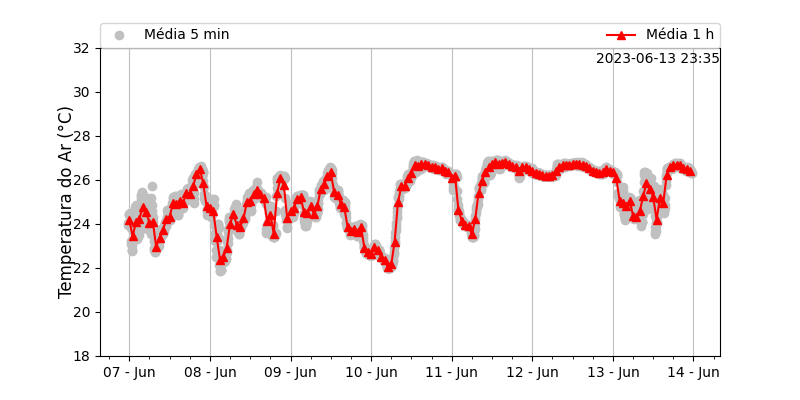 Média 5 min
Média 1 h
2023-06-13 23:35
Temperatura do Ar (°C)
32
30
28
26
24
22
20
18
07 - Jun
08 - Jun
09 - Jun
10 - Jun
11 - Jun
12 - Jun
13 - Jun
14 - Jun